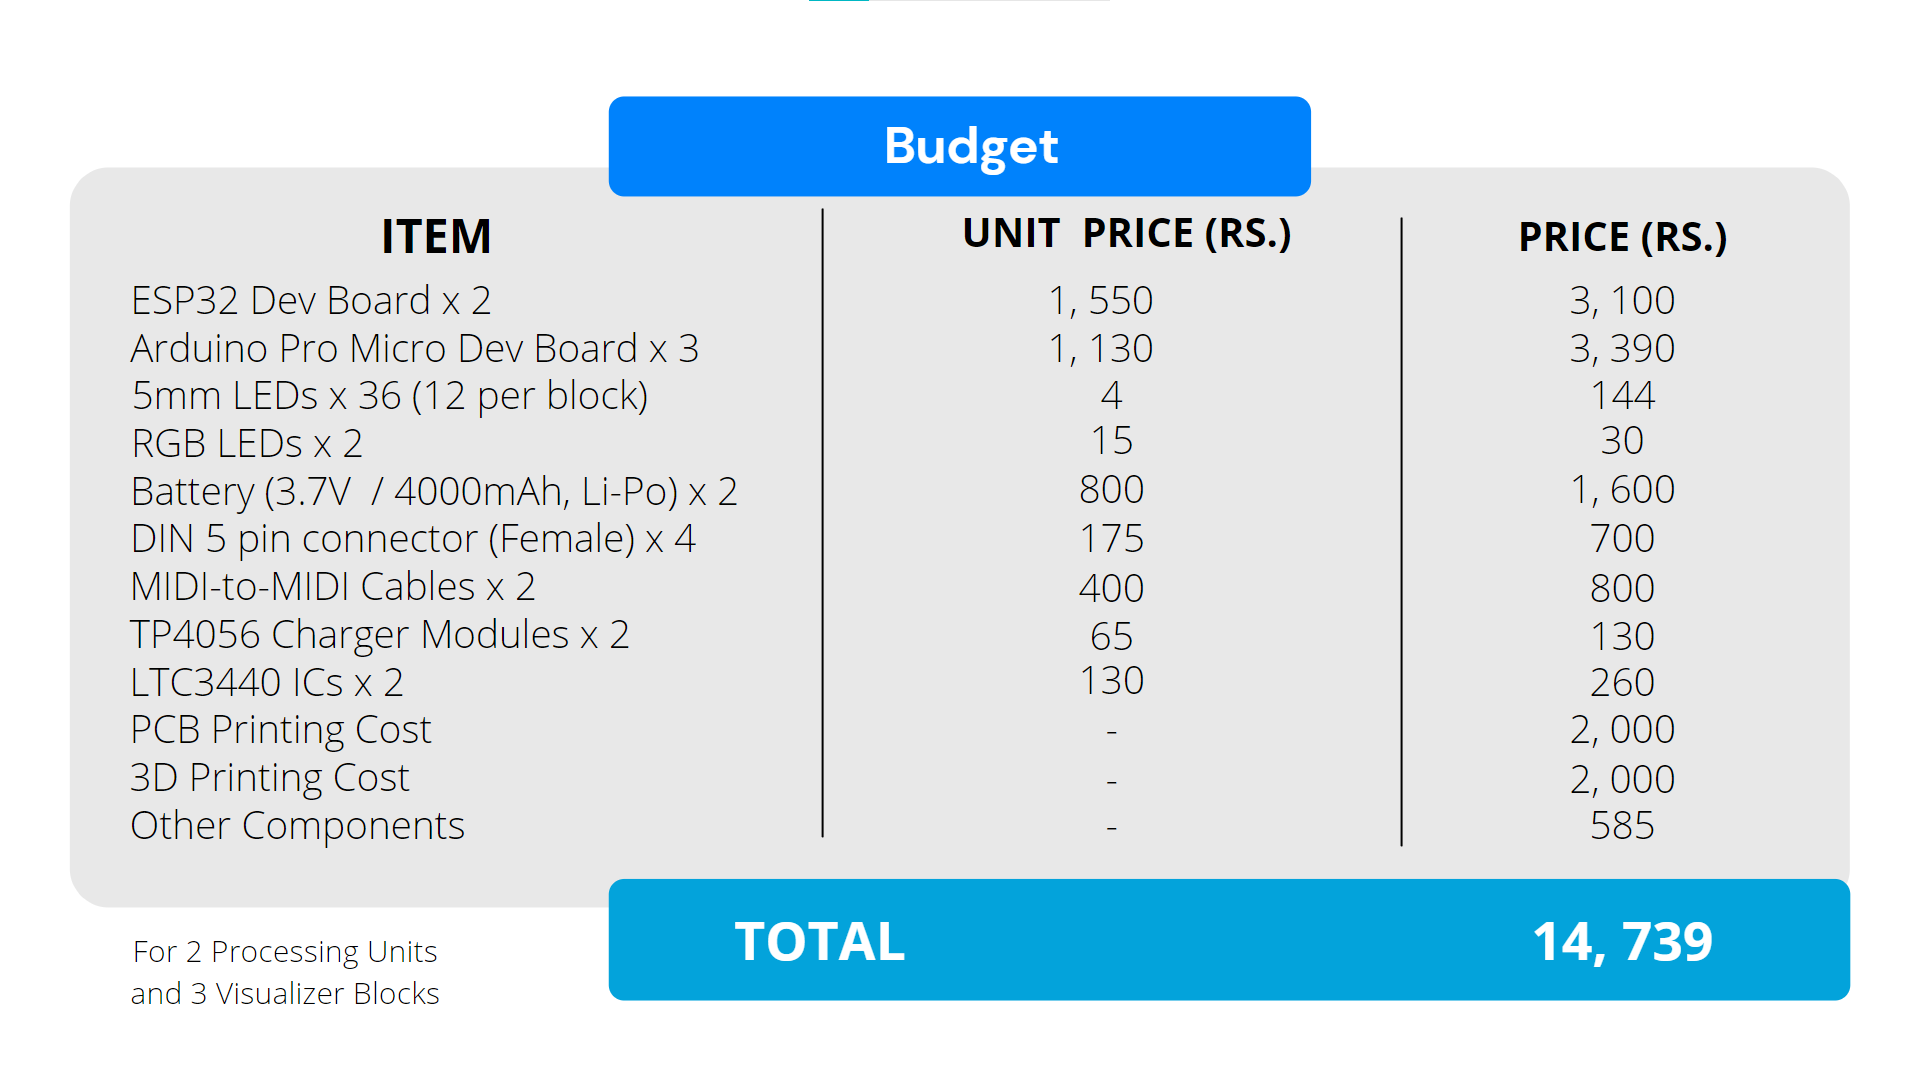 Budget
ITEM UNIT  PRICE (RS.) PRICE (RS.)
ESP32 Dev Board x 2 1, 550 3, 100
Arduino Pro Micro Dev Board x 3 1, 130 3, 390
5mm LEDs x 36 (12 per block) 4 144
RGB LEDs x 2 15 30
Battery (3.7V  / 4000mAh, Li-Po) x 2 800 1, 600
DIN 5 pin connector (Female) x 4 175 700
MIDI-to-MIDI Cables x 2 400 800
TP4056 Charger Modules x 2 65 130
LTC3440 ICs x 2 130 260
PCB Printing Cost - 2, 000
3D Printing Cost - 2, 000
Other Components - 585
TOTAL 14, 739
For 2 Processing Units
and 3 Visualizer Blocks